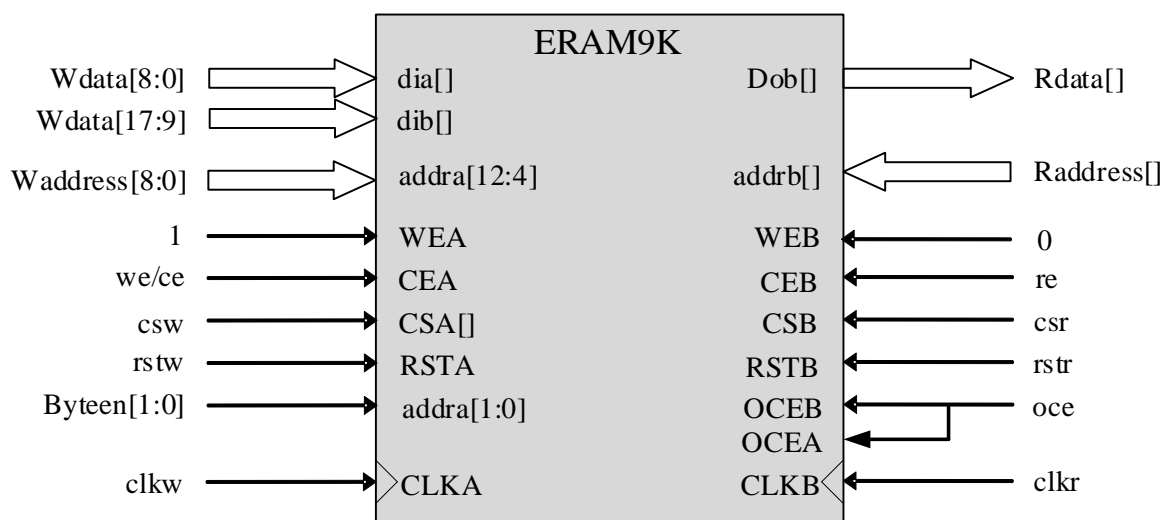 ERAM9K
Wdata[8:0] dia[] Dob[] Rdata[]
Wdata[17:9] dib[]
Waddress[8:0] addra[12:4] addrb[] Raddress[]
1 WEA WEB 0
we/ce CEA CEB re
csw CSA[] CSB csr
rstw RSTA RSTB rstr
Byteen[1:0] addra[1:0] OCEB oce
OCEA
clkw CLKA CLKB clkr